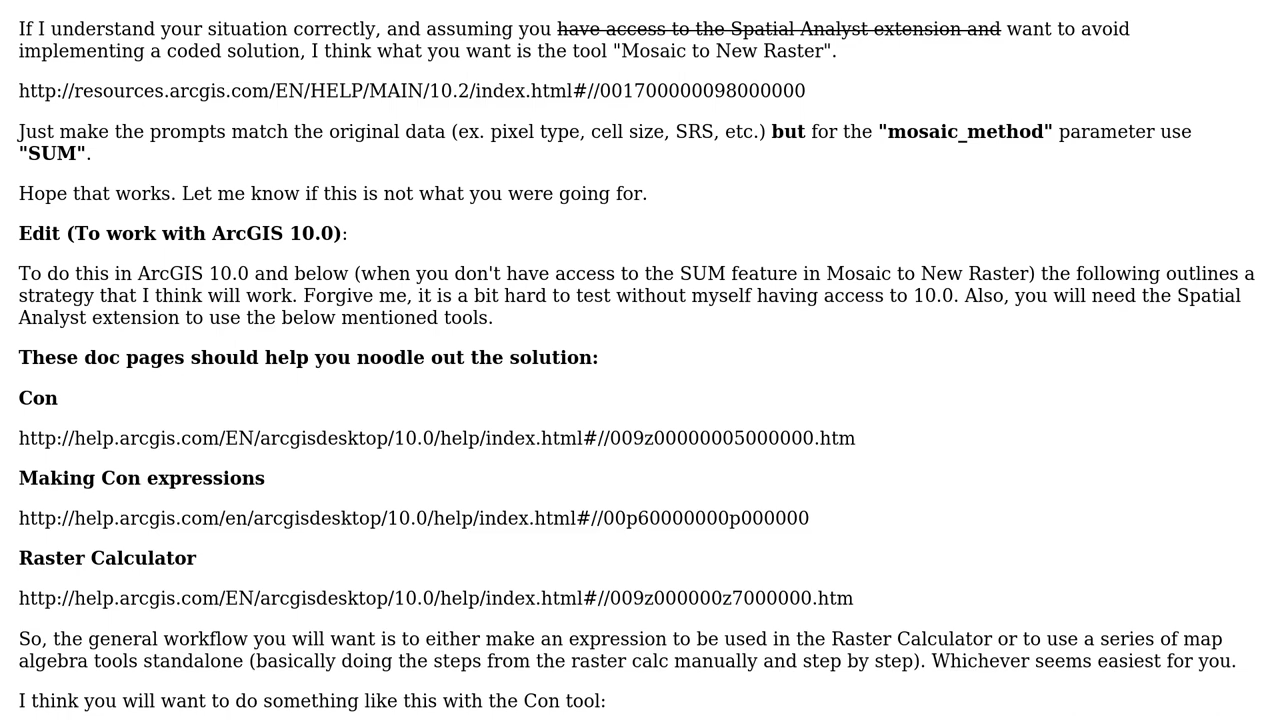 If I understand your situation correctly, and assuming you have access to the Spatial Analyst extension and want to avoid
implementing a coded solution, I think what you want is the tool "Mosaic to New Raster".
http://resources.arcgis.com/EN/HELP/MAIN/10.2/index.html#//001700000098000000
Just make the prompts match the original data (ex. pixel type, cell size, SRS, etc.) but for the "mosaic_method" parameter use
"SUM".
Hope that works. Let me know if this is not what you were going for.
Edit (To work with ArcGIS 10.0):
To do this in ArcGIS 10.0 and below (when you don't have access to the SUM feature in Mosaic to New Raster) the following outlines a
strategy that I think will work. Forgive me, it is a bit hard to test without myself having access to 10.0. Also, you will need the Spatial
Analyst extension to use the below mentioned tools.
These doc pages should help you noodle out the solution:
Con
http://help.arcgis.com/EN/arcgisdesktop/10.0/help/index.html#//009z00000005000000.htm
Making Con expressions
http://help.arcgis.com/en/arcgisdesktop/10.0/help/index.html#//00p60000000p000000
Raster Calculator
http://help.arcgis.com/EN/arcgisdesktop/10.0/help/index.html#//009z000000z7000000.htm
So, the general workflow you will want is to either make an expression to be used in the Raster Calculator or to use a series of map
algebra tools standalone (basically doing the steps from the raster calc manually and step by step). Whichever seems easiest for you.
I think you will want to do something like this with the Con tool: